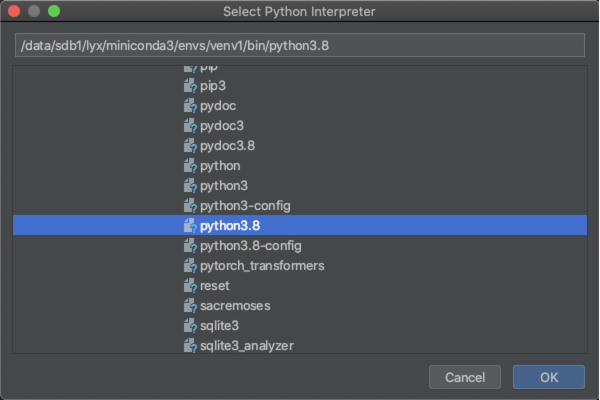 Select Python Interpreter
/data/sdb1/lyx/miniconda3/envs/venv1/bin/python3.8
pip
pip3
pydoc
pydoc3
pydoc3.8
python
python3
python3-config
python3.8
python3.8-config
pytorch_transformers
reset
sacremoses
sqlite3
sqlite3_analyzer
Cancel
OK